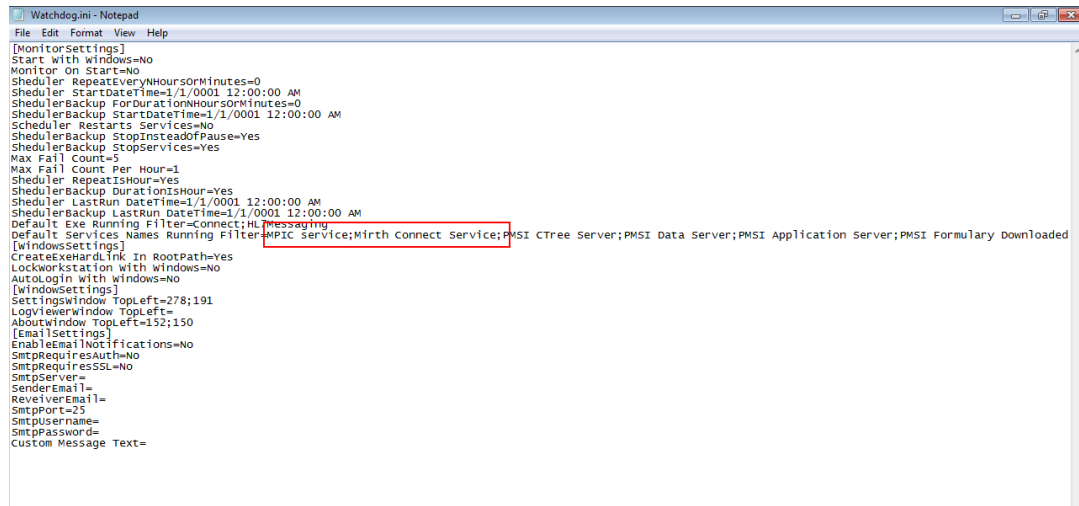 Watchdog.ini - Notepad
File Edit Format View Help
[MonitorSettings]
Start With Windows=No
Monitor On Start=No
Sheduler RepeatEveryNHoursOrMinutes=0
Sheduler StartDateTime=1/1/0001 12:00:00 AM
ShedulerBackup ForDurationNHoursOrMinutes=0
ShedulerBackup StartDateTime=1/1/0001 12:00:00 AM
Scheduler Restarts Services=No
ShedulerBackup StopInsteadOfPause=Yes
ShedulerBackup StopServices=Yes
Max Fail Count=5
Max Fail Count Per Hour=1
Sheduler RepeatIsHour=Yes
ShedulerBackup DurationIsHour=Yes
Sheduler LastRun DateTime=1/1/0001 12:00:00 AM
ShedulerBackup LastRun DateTime=1/1/0001 12:00:00 AM
Default Exe Running Filter=Connect;HL7Messaging
Default Services Names Running Filter=MPIC service;Mirth Connect Service;PMSI CTree Server;PMSI Data Server;PMSI Application Server;PMSI Formulary Downloaded
[WindowsSettings]
CreateExeHardLink In RootPath=Yes
LockWorkstation With Windows=No
AutoLogin With Windows=No
[WindowSettings]
SettingsWindow TopLeft=278;191
LogViewerWindow TopLeft=
AboutWindow TopLeft=152;150
[EmailSettings]
EnableEmailNotifications=No
SmtpRequiresAuth=No
SmtpRequiresSSL=No
SmtpServer=
SenderEmail=
ReveiverEmail=
SmtpPort=25
SmtpUsername=
SmtpPassword=
Custom Message Text=